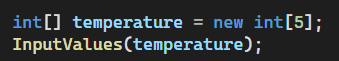 int[] temperature = new int[5];
InputValues(temperature);